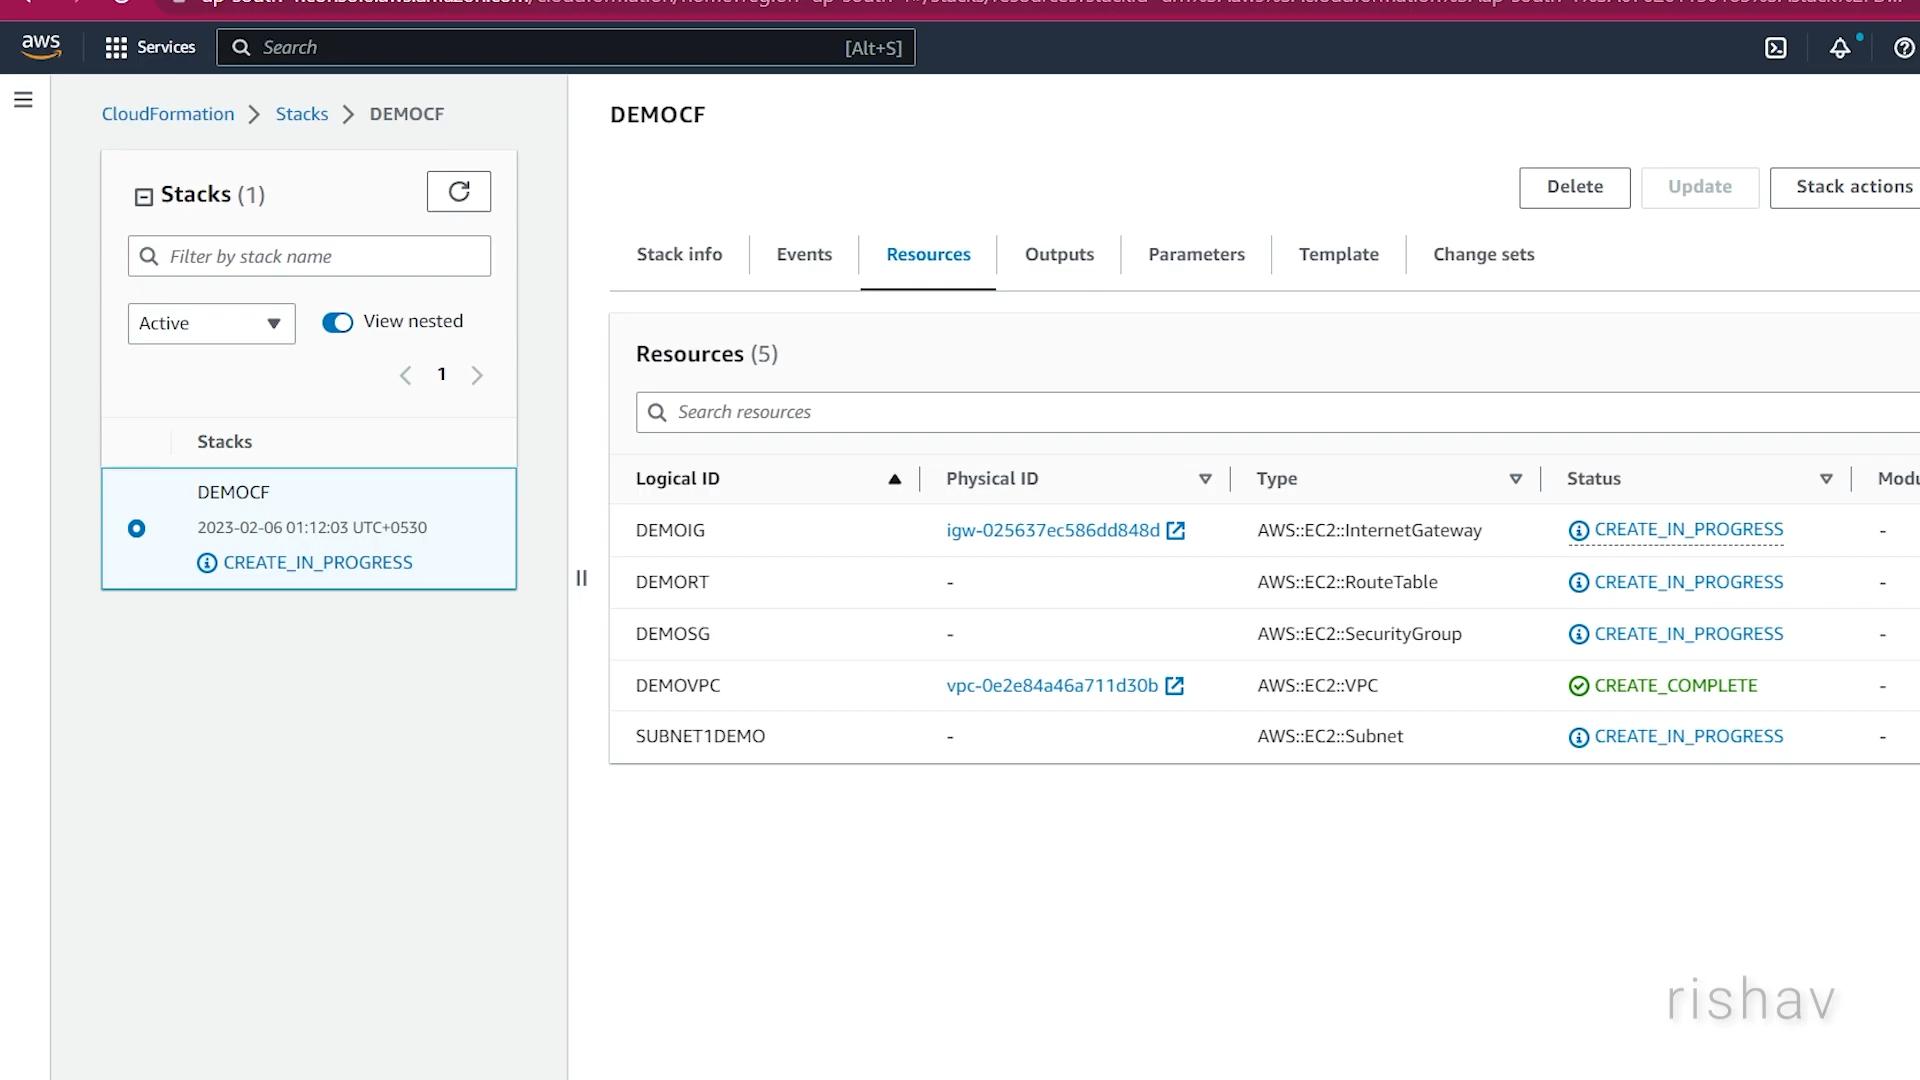 aws
Services
Search
[Alt+S]
CloudFormation
Stacks
DEMOCF
Stacks (1)
Filter by stack name
Active
View nested
1
Stacks
DEMOCF
2023-02-06 01:12:03 UTC+0530
CREATE_IN_PROGRESS
DEMOCF
Delete
Update
Stack actions
Stack info
Events
Resources
Outputs
Parameters
Template
Change sets
Resources (5)
Search resources
Logical ID
Physical ID
Type
Status
Modu
DEMOIG igw-025637ec586dd848d AWS::EC2::InternetGateway CREATE_IN_PROGRESS -
DEMORT - AWS::EC2::RouteTable CREATE_IN_PROGRESS -
DEMOSG - AWS::EC2::SecurityGroup CREATE_IN_PROGRESS -
DEMOVPC vpc-0e2e84a46a711d30b AWS::EC2::VPC CREATE_COMPLETE -
SUBNET1DEMO - AWS::EC2::Subnet CREATE_IN_PROGRESS -
rishav